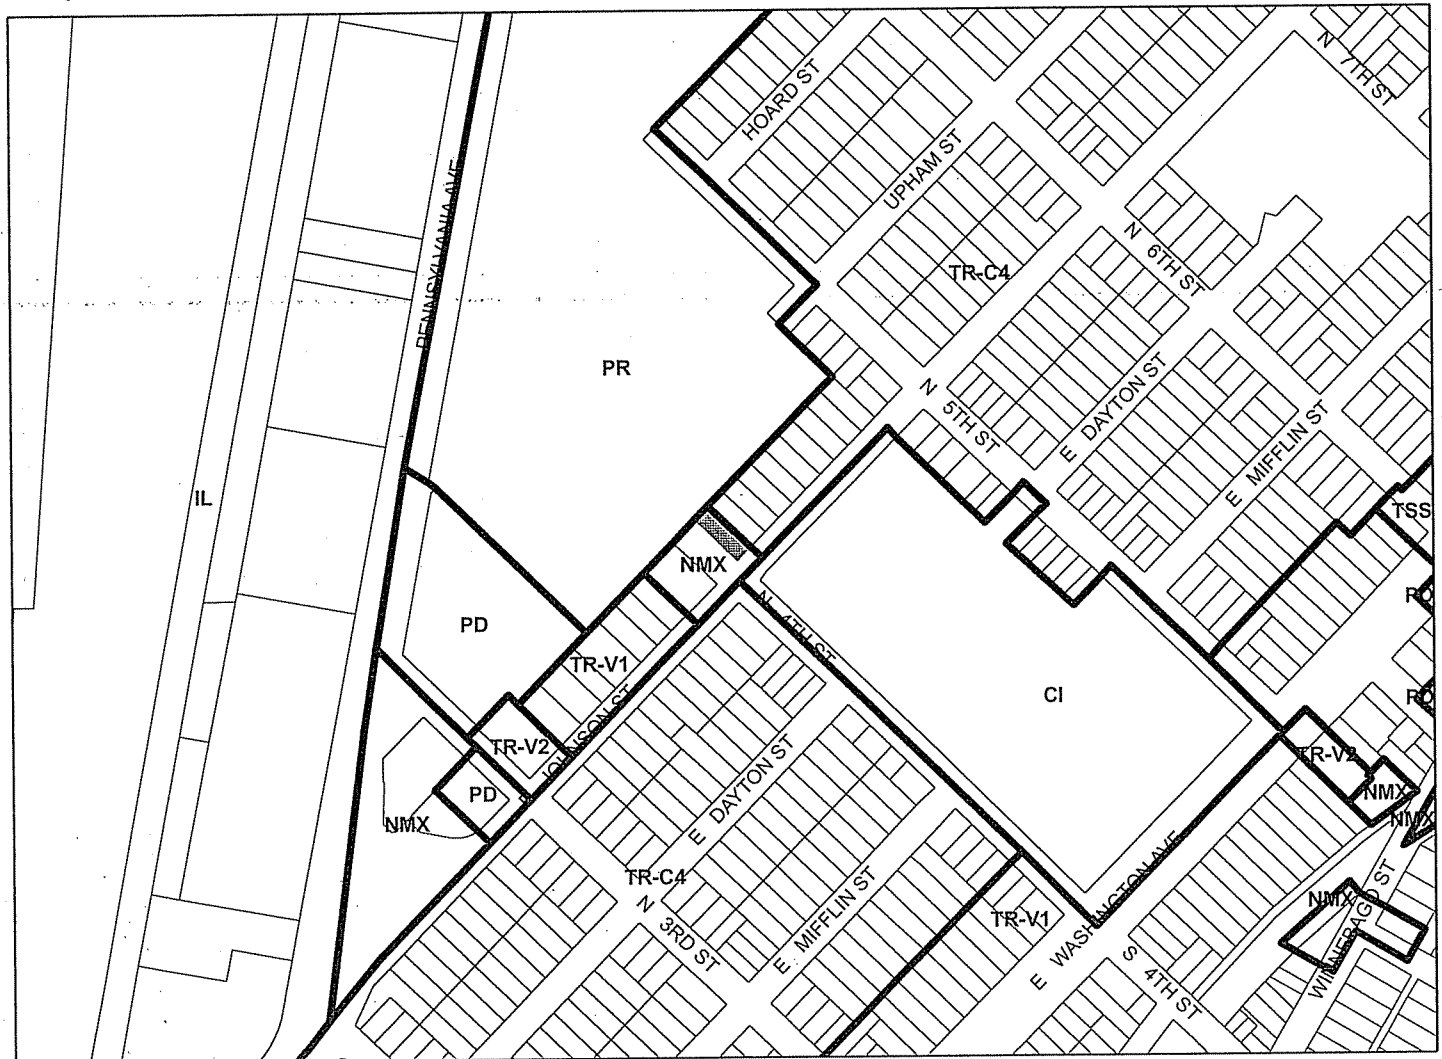 N 7TH ST
HOARD ST
UPHAM ST
PENNSYLVANIA AVE
N 6TH ST
TR-C4
PR
N 5TH ST
E DAYTON ST
E MIFFLIN ST
IL
TSS
NMX
N 4TH ST
PD
TR-V1
CI
JOHNSON ST
TR-V2
TR-V2
E DAYTON ST
PD
NMX
NMX
NMX
E WASHINGTON AVE
TR-C4
E MIFFLIN ST
N 3RD ST
TR-V1
NMX
WINNEBAGO ST
S 4TH ST